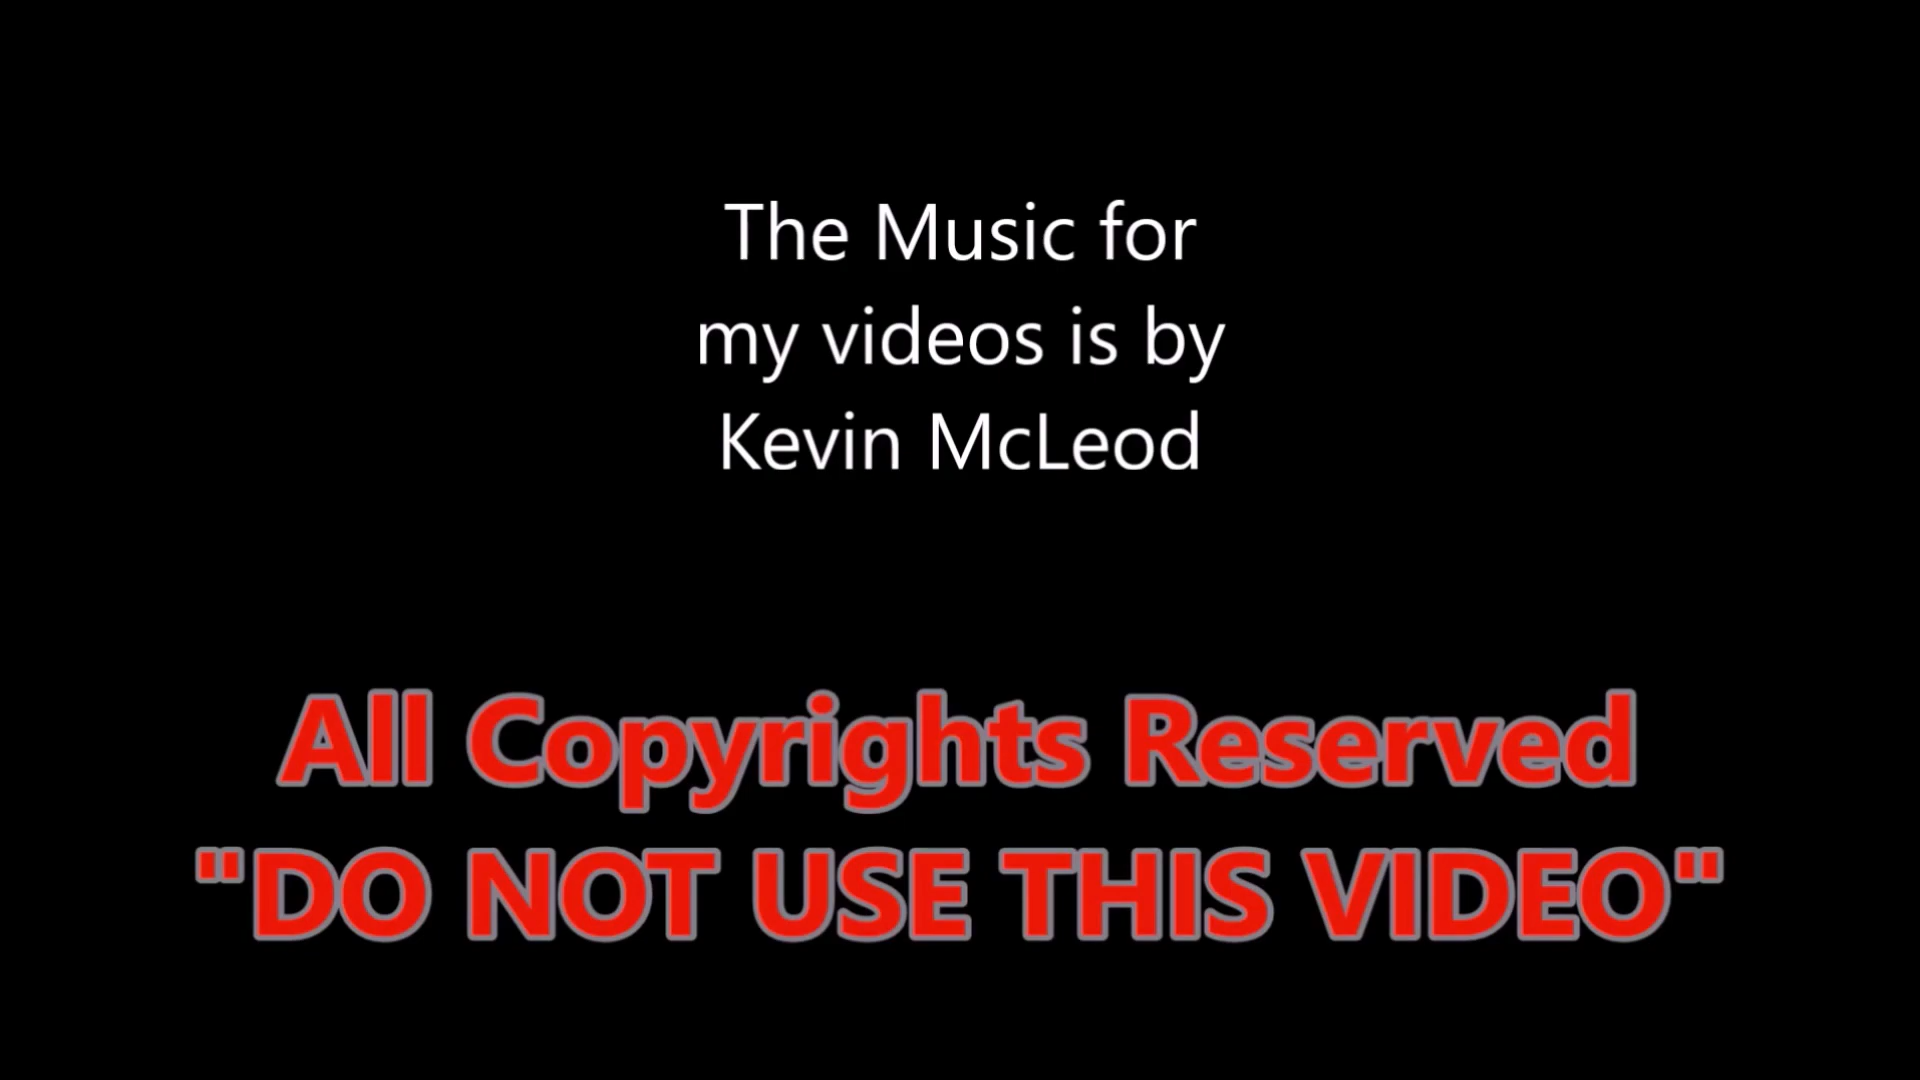 The Music for
my videos is by
Kevin McLeod
All Copyrights Reserved
"DO NOT USE THIS VIDEO"